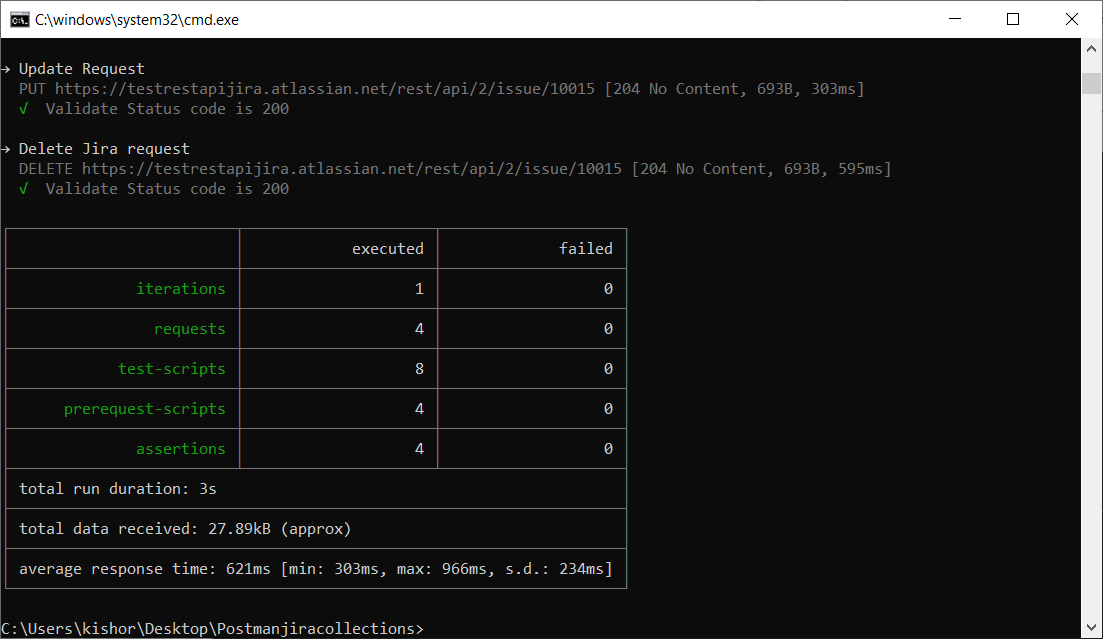 C:\windows\system32\cmd.exe
→ Update Request
PUT https://testrestapijira.atlassian.net/rest/api/2/issue/10015 [204 No Content, 693B, 303ms]
√ Validate Status code is 200
→ Delete Jira request
DELETE https://testrestapijira.atlassian.net/rest/api/2/issue/10015 [204 No Content, 693B, 595ms]
√ Validate Status code is 200
executed failed
iterations 1 0
requests 4 0
test-scripts 8 0
prerequest-scripts 4 0
assertions 4 0
total run duration: 3s
total data received: 27.89kB (approx)
average response time: 621ms [min: 303ms, max: 966ms, s.d.: 234ms]
C:\Users\kishor\Desktop\Postmanjiracollections>